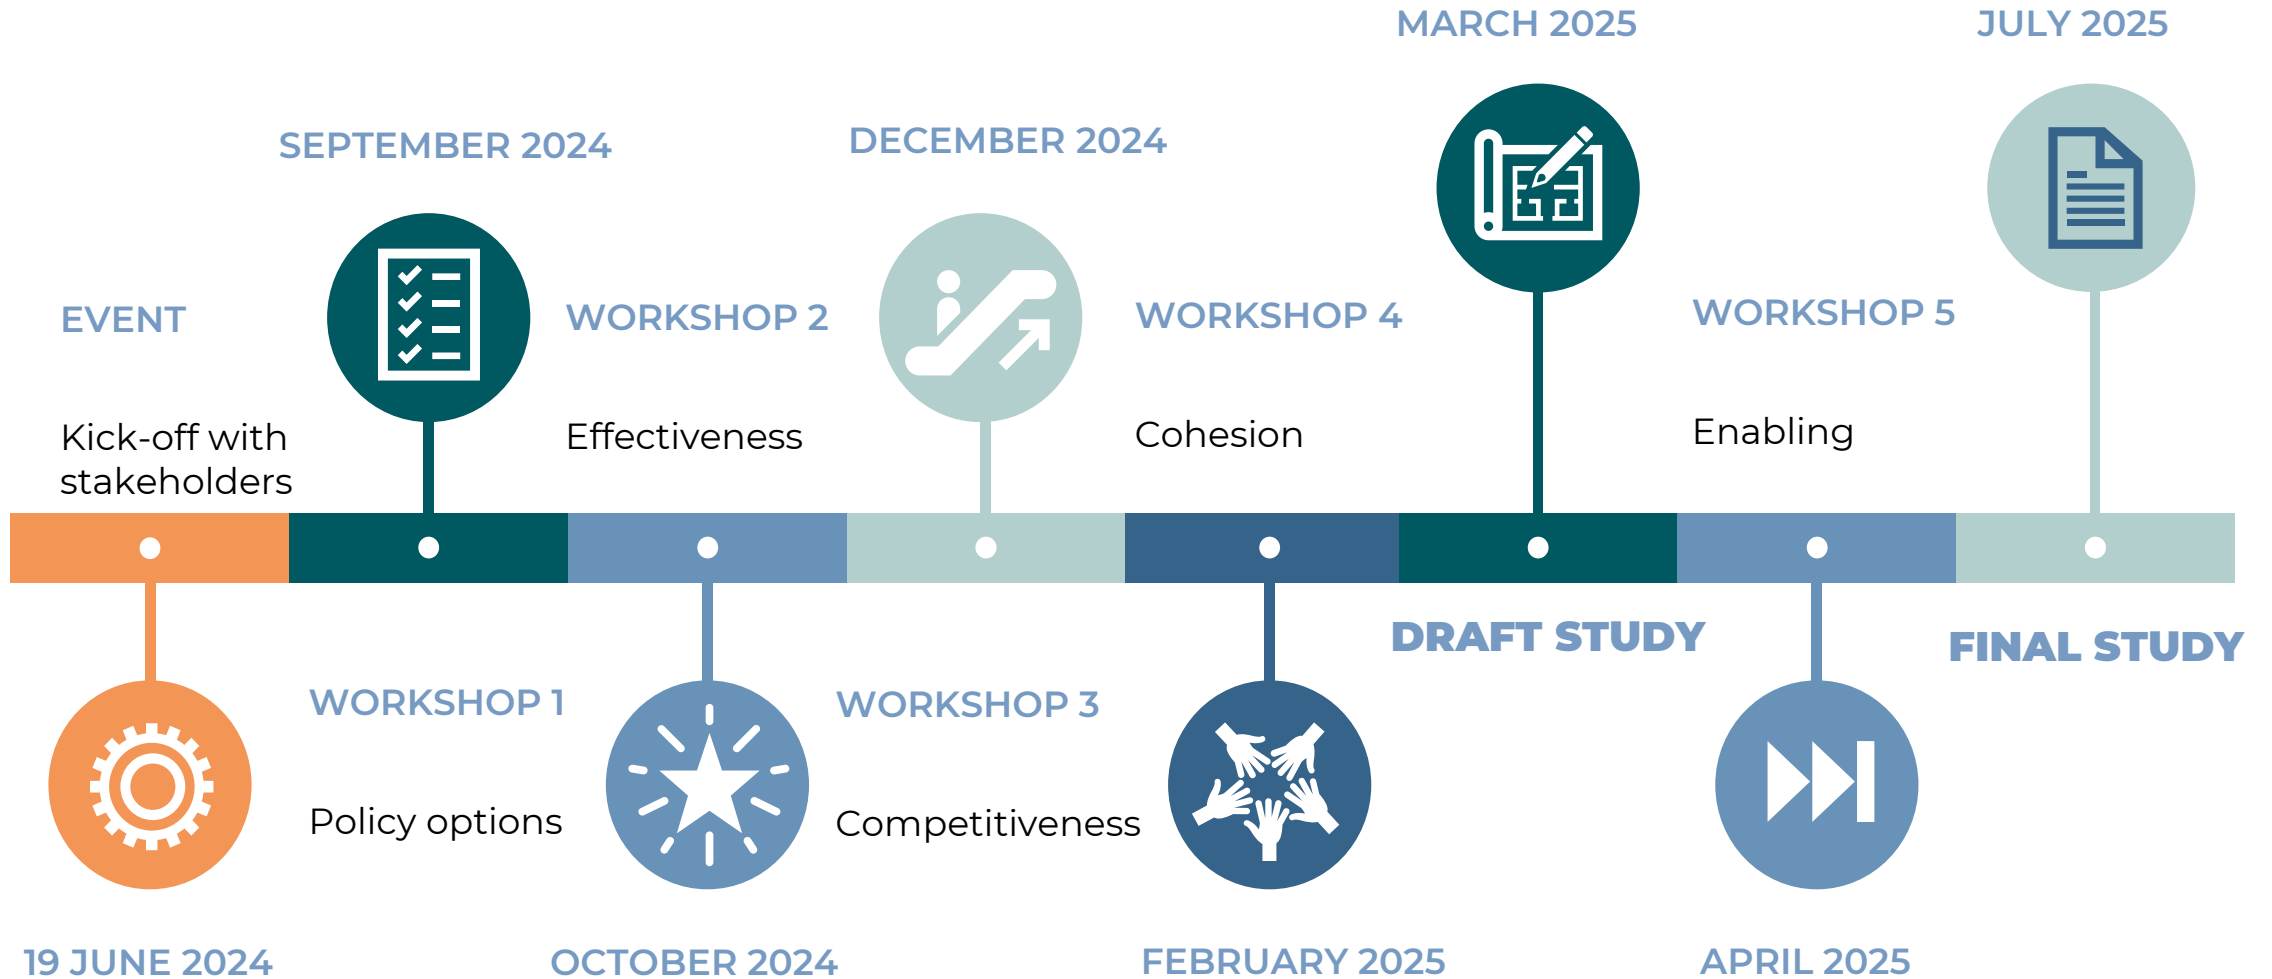 MARCH 2025
JULY 2025
SEPTEMBER 2024
DECEMBER 2024
EVENT
WORKSHOP 2
WORKSHOP 4
WORKSHOP 5
Kick-off with
stakeholders
Effectiveness
Cohesion
Enabling
DRAFT STUDY
FINAL STUDY
WORKSHOP 1
WORKSHOP 3
Policy options
Competitiveness
19 JUNE 2024
OCTOBER 2024
FEBRUARY 2025
APRIL 2025